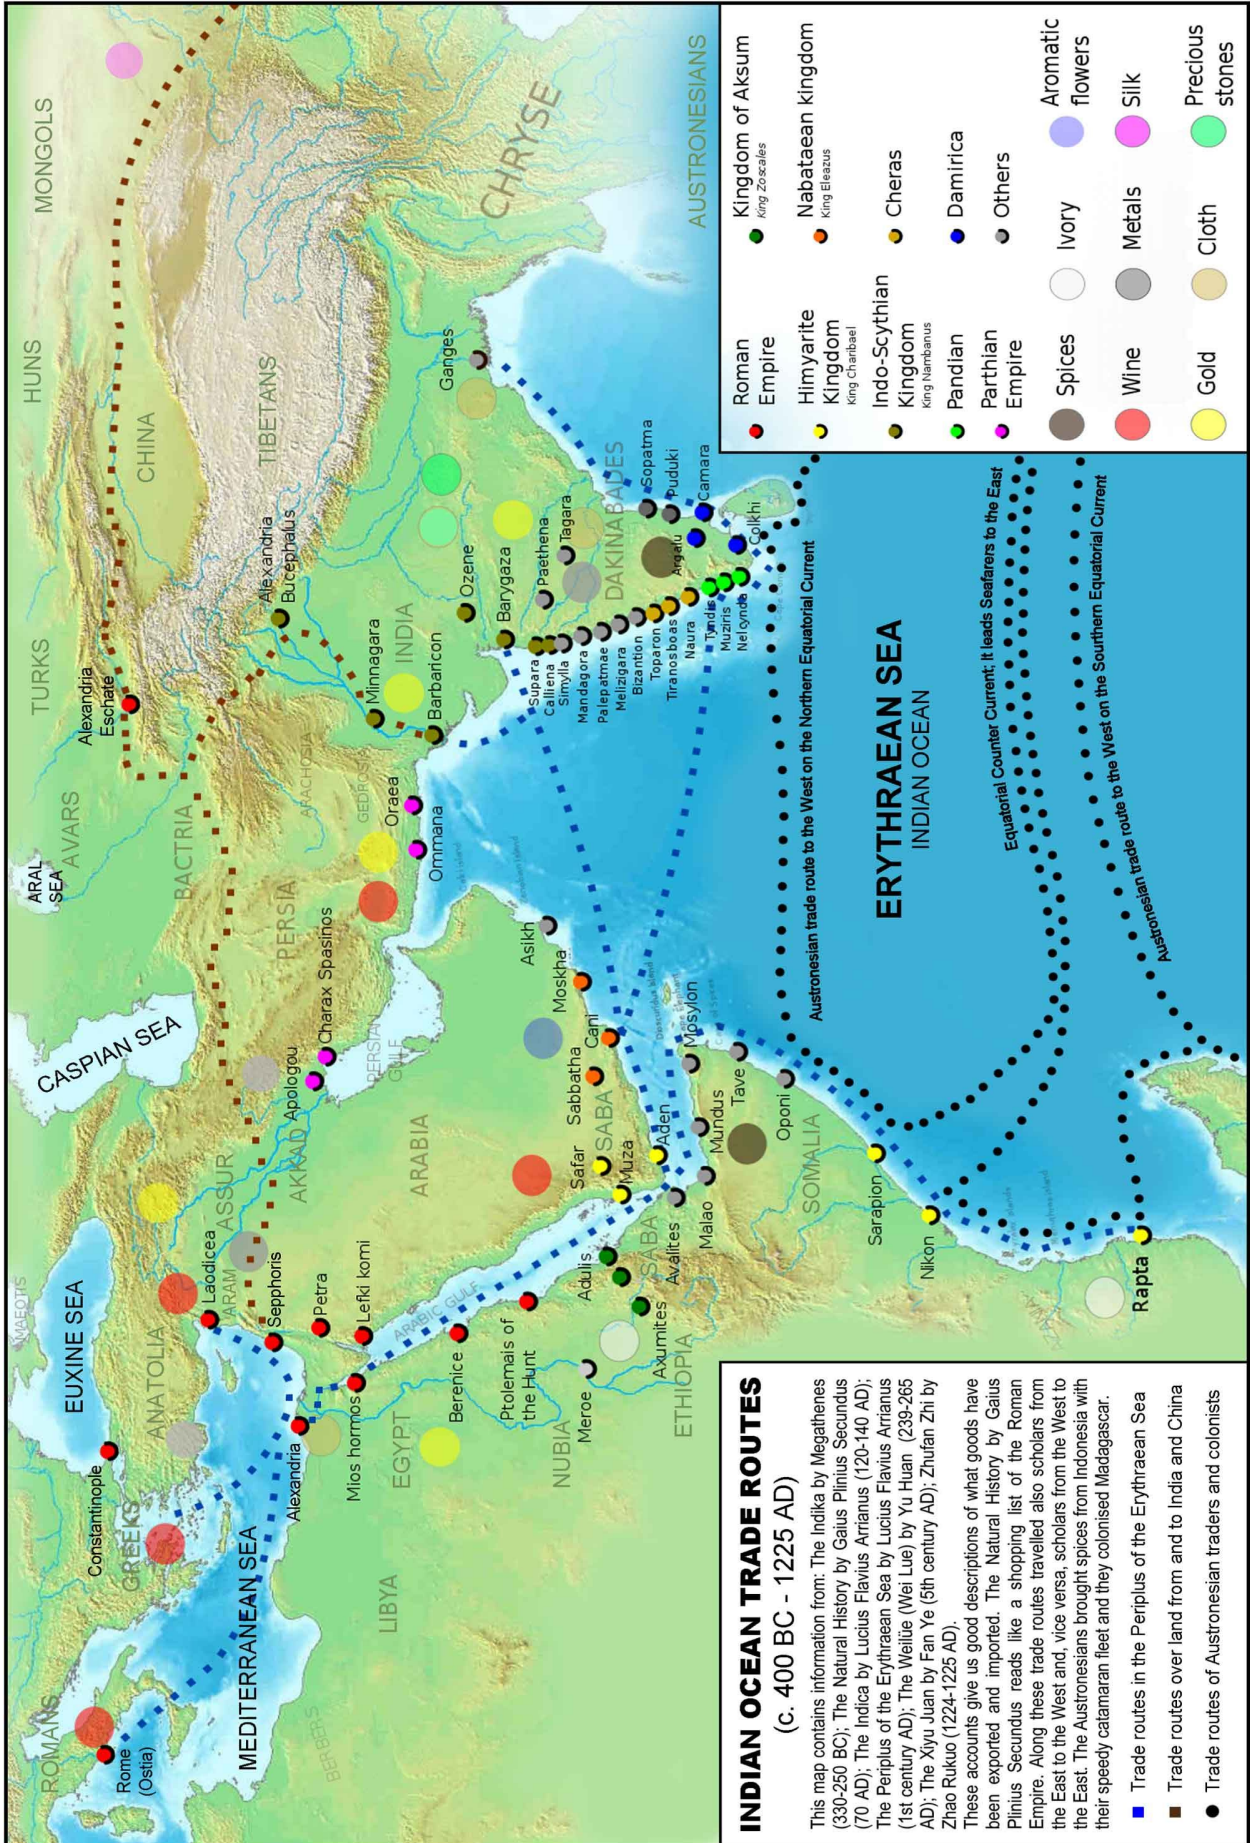 MONGOLS
HUNS
TURKS
AVARS
ARAL
SEA
CHINA
TIBETANS
CHRYSE
AUSTRONESIANS
Alexandria
Eschate
BACTRIA
Alexandria
Bucephalus
ARACHOSIA
GEDROSIA
PERSIA
INDIA
Minnagara
Barbaricon
Oraea
Ommana
Ozene
Barygaza
Ganges
Paethena
Tagara
DAKINABADES
Supara
Calliena
Simylla
Mandagora
Palepatmae
Melizigara
Bizantion
Toparon
Tiranosboas
Naura
Tyndis
Muziris
Nelcynda
Argalu
Sopatma
Puduki
Camara
Colkhi
CASPIAN SEA
Charax Spasinos
Apologou
PERSIAN
GULF
EUXINE SEA
MAEOTIS
ANATOLIA
Constantinople
GREEKS
ROMANS
Rome
(Ostia)
MEDITERRANEAN SEA
BERBERS
LIBYA
EGYPT
Alexandria
Laodicea
ARAM
ASSUR
AKKAD
Sepphoris
Petra
Lefki komi
Mios hormos
Berenice
ARABIC GULF
Ptolemais of
the Hunt
NUBIA
Meroe
ETHIOPIA
Axumites
Adulis
SABA
ARABIA
Safar
SABA
Muza
Aden
Sabbatha
Cani
Moskha
Asikh
Avalites
Malao
Mundus
Mosylon
Tave
Oponi
SOMALIA
Sarapion
Nikon
Rapta
ERYTHRAEAN SEA
INDIAN OCEAN
Austronesian trade route to the West on the Northern Equatorial Current
Equatorial Counter Current; It leads Seafarers to the East
Austronesian trade route to the West on the Southern Equatorial Current
Roman
Empire
Kingdom of Aksum
King Zoscales
Himyarite
Kingdom
King Charibael
Nabataean kingdom
King Eleazus
Indo-Scythian
Kingdom
King Nambanus
Cheras
Pandian
Damirica
Parthian
Empire
Others
Spices
Ivory
Aromatic
flowers
Wine
Metals
Silk
Gold
Cloth
Precious
stones
INDIAN OCEAN TRADE ROUTES
(c. 400 BC - 1225 AD)
This map contains information from: The Indika by Megathenes
(330-250 BC); The Natural History by Gaius Plinius Secundus
(70 AD); The Indica by Lucius Flavius Arrianus (120-140 AD);
The Periplus of the Erythraean Sea by Lucius Flavius Arrianus
(1st century AD); The Weilüe (Wei Lue) by Yu Huan (239-265
AD); The Xiyu Juan by Fan Ye (5th century AD); Zhufan Zhi by
Zhao Rukuo (1224-1225 AD).
These accounts give us good descriptions of what goods have
been exported and imported. The Natural History by Gaius
Plinius Secundus reads like a shopping list of the Roman
Empire. Along these trade routes travelled also scholars from
the East to the West and, vice versa, scholars from the West to
the East. The Austronesians brought spices from Indonesia with
their speedy catamaran fleet and they colonised Madagascar.
Trade routes in the Periplus of the Erythraean Sea
Trade routes over land from and to India and China
Trade routes of Austronesian traders and colonists